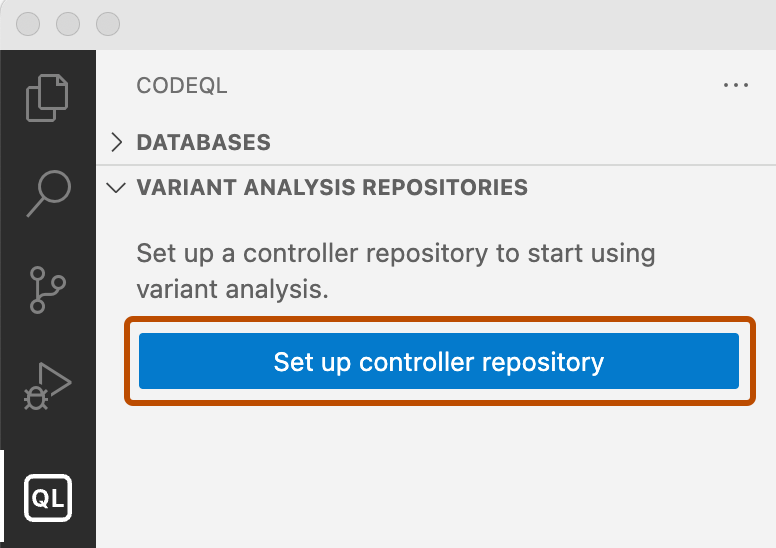 CODEQL
DATABASES
VARIANT ANALYSIS REPOSITORIES
Set up a controller repository to start using
variant analysis.
Set up controller repository
QL